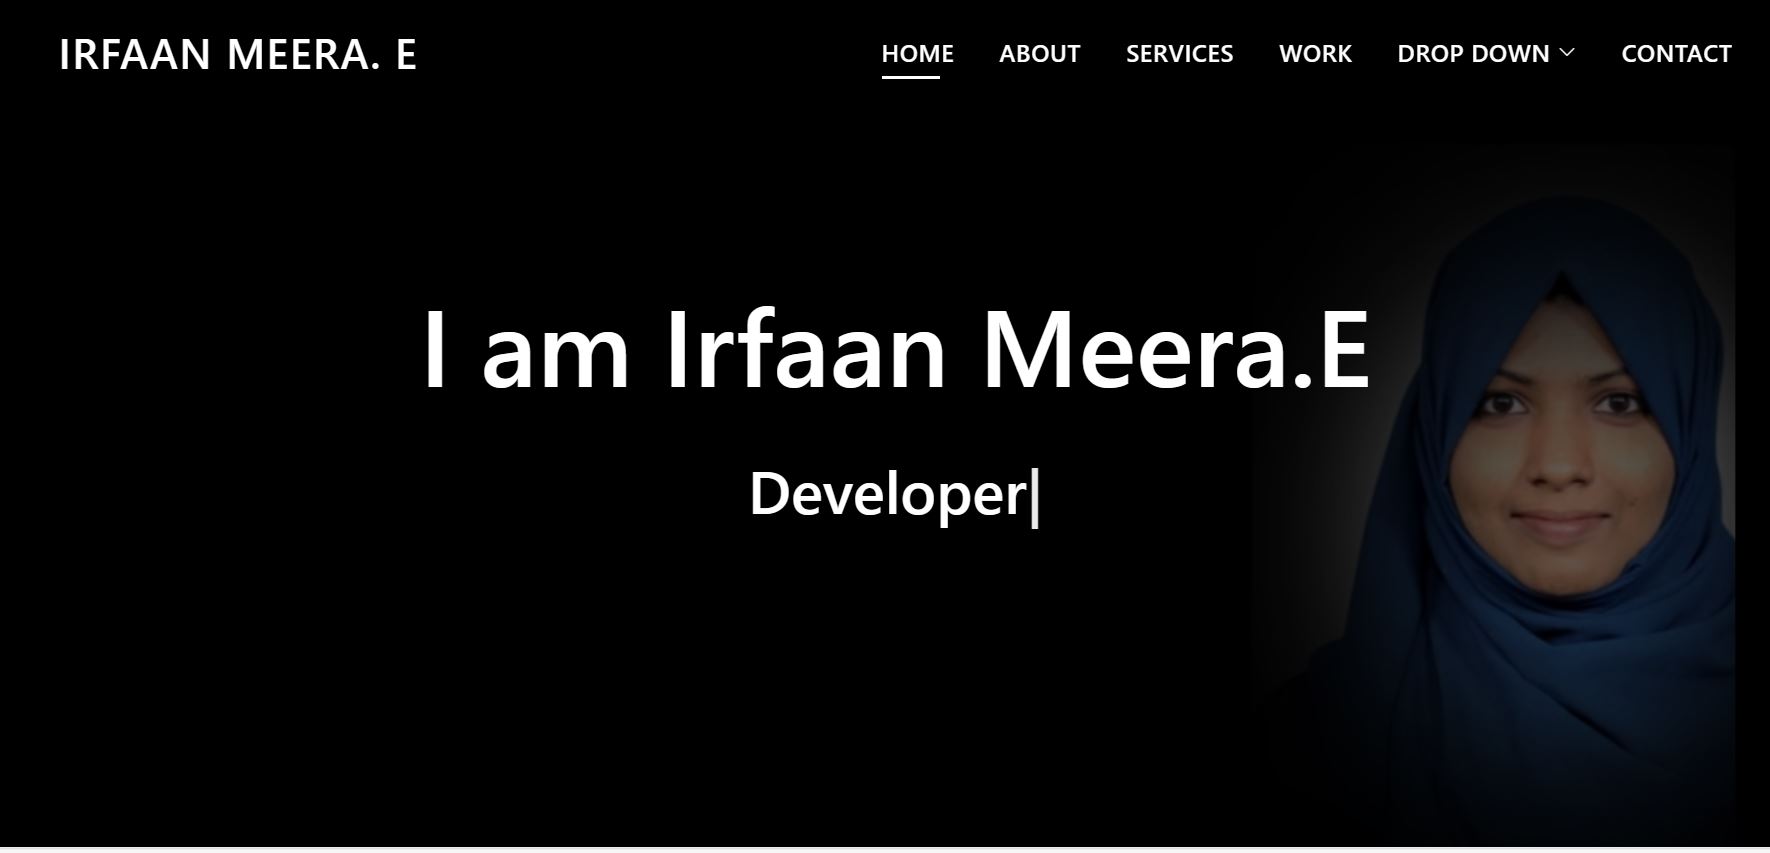 IRFAAN MEERA. E
HOME ABOUT SERVICES WORK DROP DOWN CONTACT
I am Irfaan Meera.E
Developer|